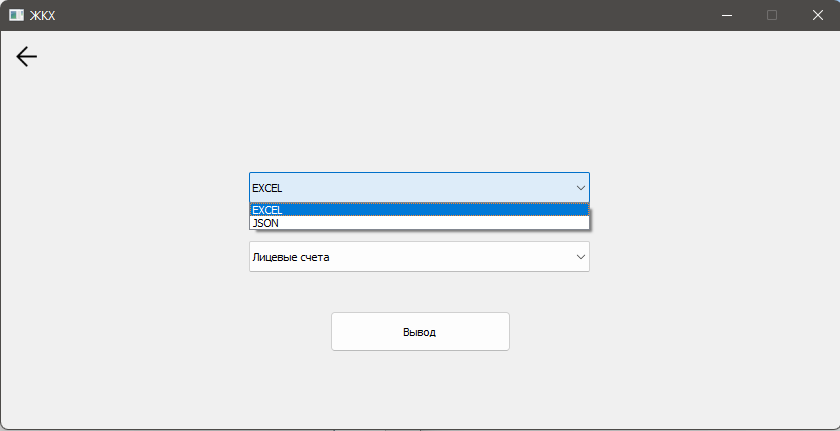 ЖКХ
EXCEL
EXCEL
JSON
Лицевые счета
Вывод